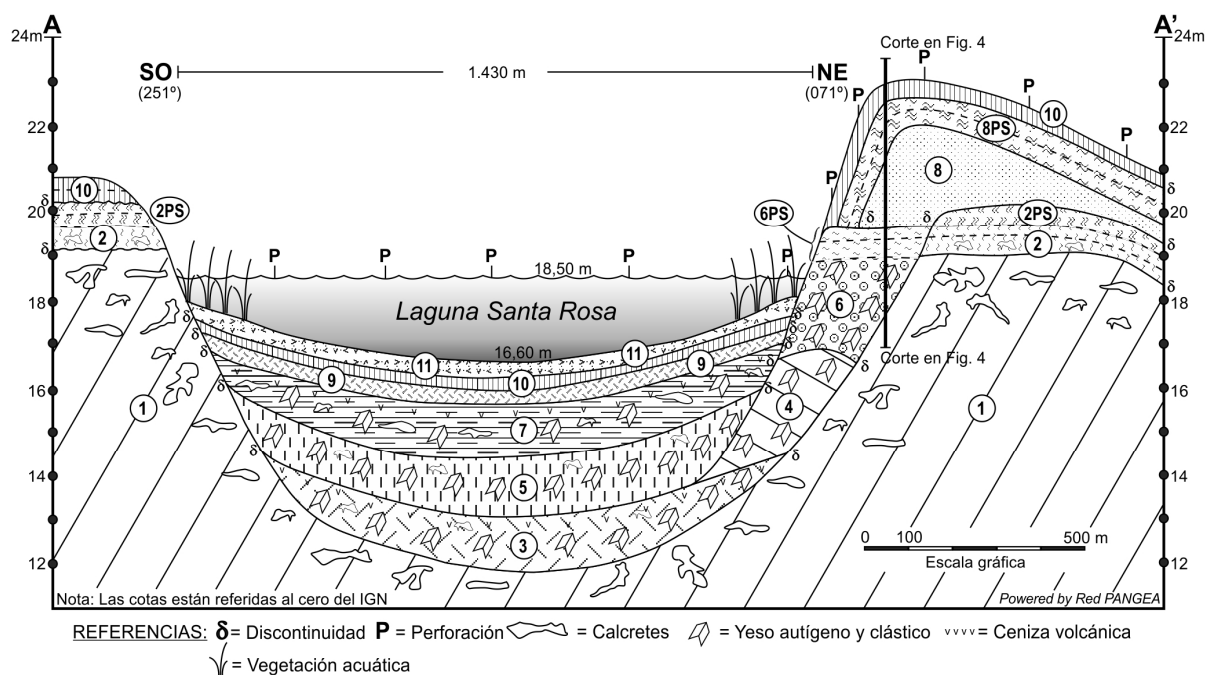 A
A'
24m
24m
Corte en Fig. 4
SO
1.430 m
NE
(251º)
(071º)
P
P
P
P
P
10
22
22
8PS
10
8
δ
20
2PS
6PS
δ
δ
2PS
δ
20
2
2
δ
δ
P
P
P
P
P
18,50 m
δ
18
18
Laguna Santa Rosa
6
δ
δ
δ
δ
δ
δ
16,60 m
11
11
Corte en Fig. 4
9
9
δ
δ
16
10
16
δ
1
4
1
7
δ
δ
14
14
5
3
0
100
500 m
12
12
Escala gráfica
Nota: Las cotas están referidas al cero del IGN
Powered by Red PANGEA
REFERENCIAS: δ= Discontinuidad P = Perforación = Calcretes = Yeso autígeno y clástico vvvv= Ceniza volcánica
= Vegetación acuática